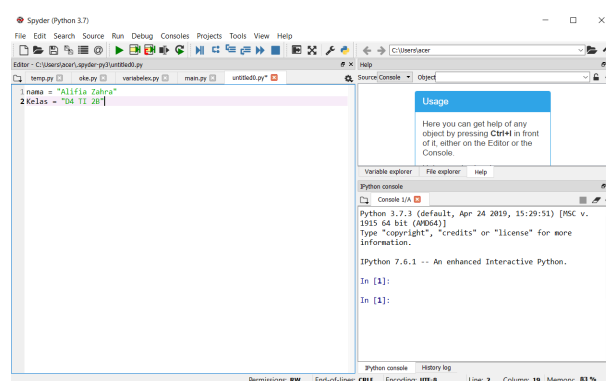 Spyder (Python 3.7)
File Edit Search Source Run Debug Consoles Projects Tools View Help
C:\Users\acer
Editor - C:\Users\acer\.spyder-py3\untitled0.py
temp.py oke.py variabelex.py main.py untitled0.py*
1 nama = "Alifia Zahra"
2 Kelas = "D4 TI 2B"
Help
Source Console Object
Usage
Here you can get help of any
object by pressing Ctrl+I in front
of it, either on the Editor or the
Console.
Variable explorer File explorer Help
IPython console
Console 1/A
Python 3.7.3 (default, Apr 24 2019, 15:29:51) [MSC v.
1915 64 bit (AMD64)]
Type "copyright", "credits" or "license" for more
information.
IPython 7.6.1 -- An enhanced Interactive Python.
In [1]:
In [1]:
IPython console History log
Permissions: RW End-of-lines: CRLF Encoding: UTF-8 Line: 2 Column: 19 Memory: 83 %